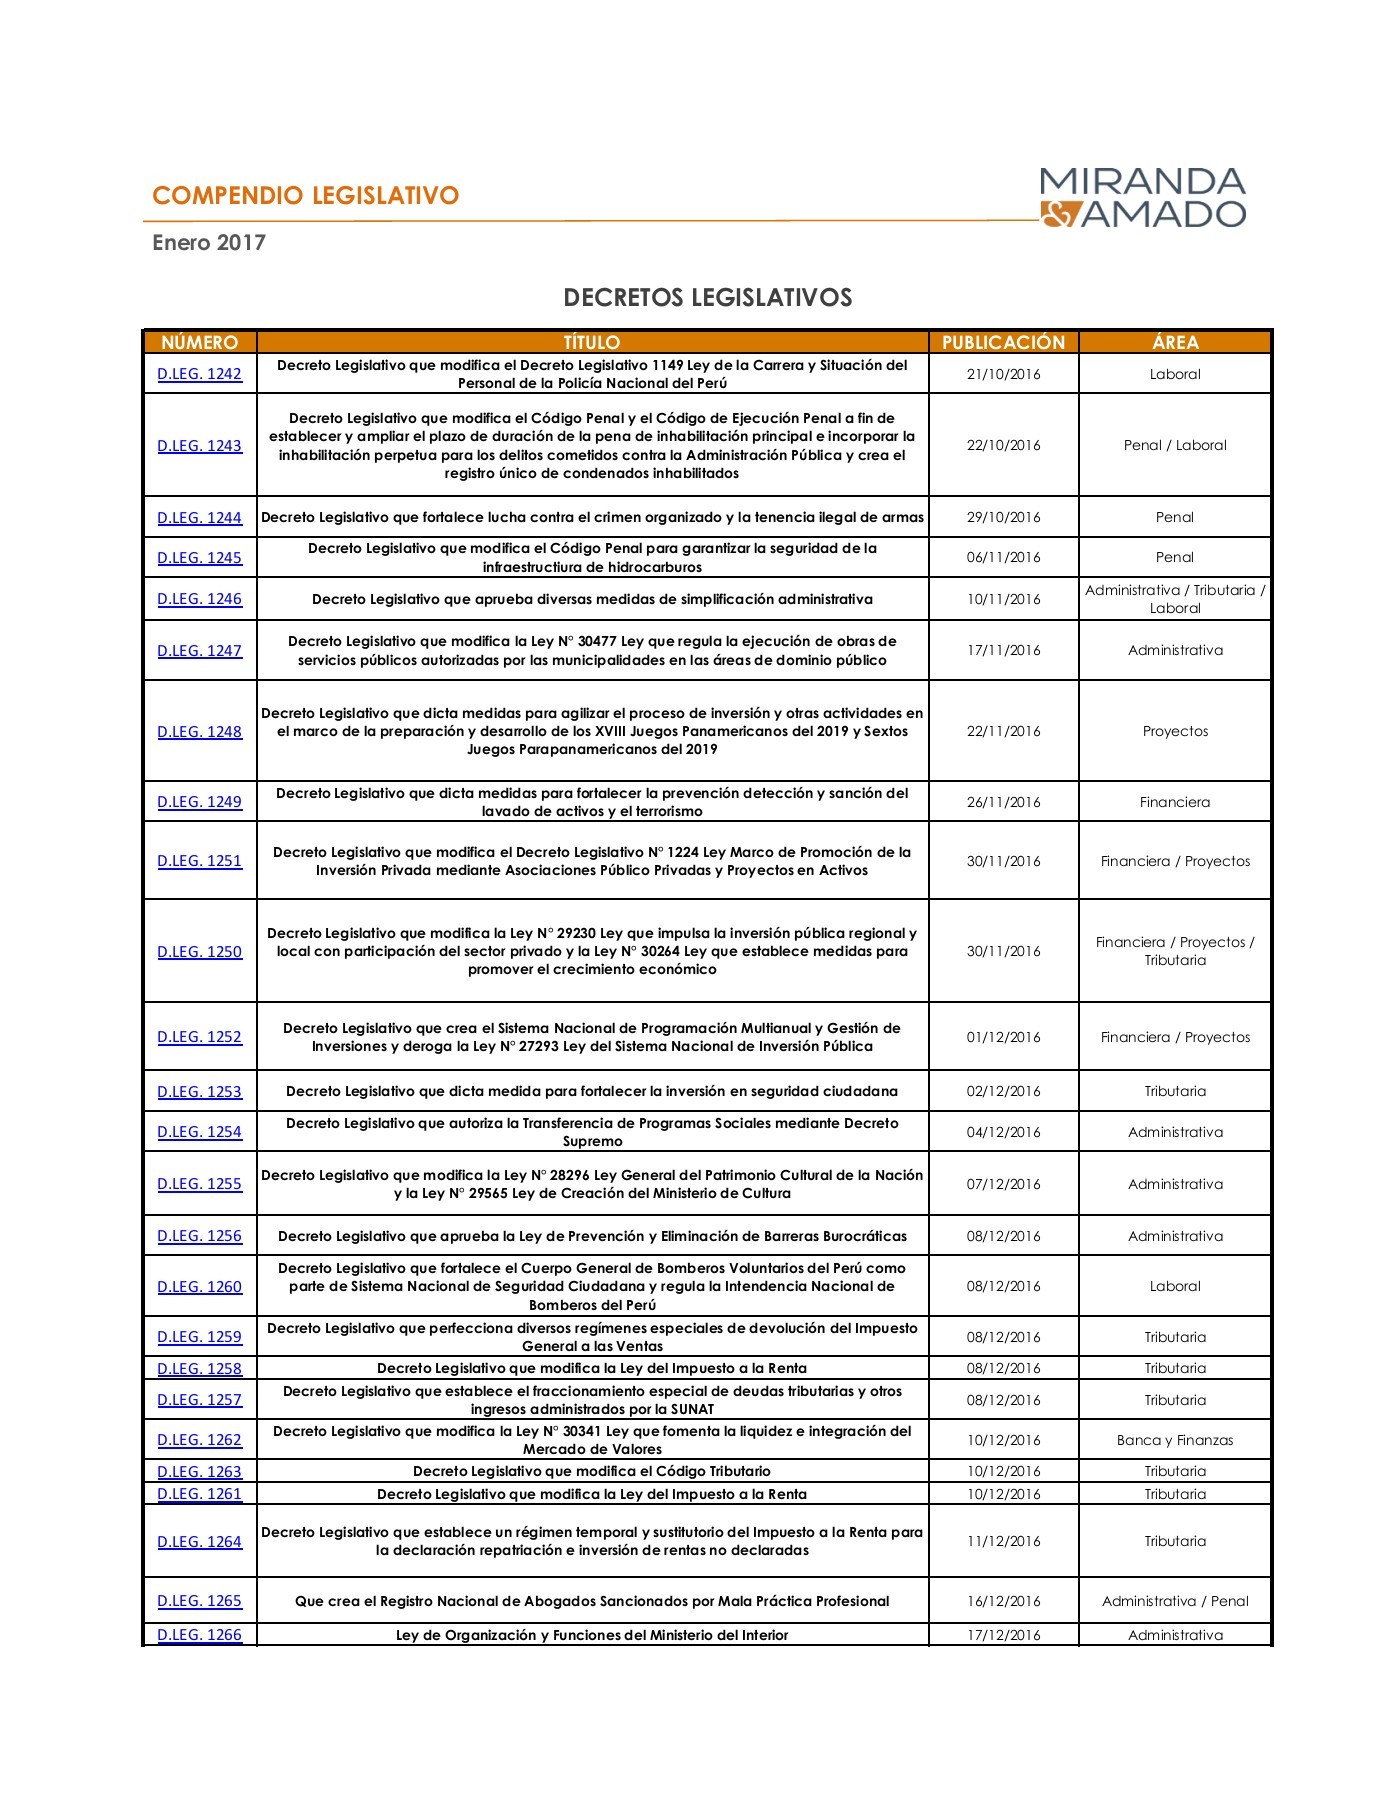 COMPENDIO LEGISLATIVO
MIRANDA
& AMADO
Enero 2017
DECRETOS LEGISLATIVOS
NÚMERO TÍTULO PUBLICACIÓN ÁREA
D.LEG. 1242 Decreto Legislativo que modifica el Decreto Legislativo 1149 Ley de la Carrera y Situación del
Personal de la Policía Nacional del Perú 21/10/2016 Laboral
D.LEG. 1243 Decreto Legislativo que modifica el Código Penal y el Código de Ejecución Penal a fin de
establecer y ampliar el plazo de duración de la pena de inhabilitación principal e incorporar la
inhabilitación perpetua para los delitos cometidos contra la Administración Pública y crea el
registro único de condenados inhabilitados 22/10/2016 Penal / Laboral
D.LEG. 1244 Decreto Legislativo que fortalece lucha contra el crimen organizado y la tenencia ilegal de armas 29/10/2016 Penal
D.LEG. 1245 Decreto Legislativo que modifica el Código Penal para garantizar la seguridad de la
infraestructiura de hidrocarburos 06/11/2016 Penal
D.LEG. 1246 Decreto Legislativo que aprueba diversas medidas de simplificación administrativa 10/11/2016 Administrativa / Tributaria /
Laboral
D.LEG. 1247 Decreto Legislativo que modifica la Ley N° 30477 Ley que regula la ejecución de obras de
servicios públicos autorizadas por las municipalidades en las áreas de dominio público 17/11/2016 Administrativa
D.LEG. 1248 Decreto Legislativo que dicta medidas para agilizar el proceso de inversión y otras actividades en
el marco de la preparación y desarrollo de los XVIII Juegos Panamericanos del 2019 y Sextos
Juegos Parapanamericanos del 2019 22/11/2016 Proyectos
D.LEG. 1249 Decreto Legislativo que dicta medidas para fortalecer la prevención detección y sanción del
lavado de activos y el terrorismo 26/11/2016 Financiera
D.LEG. 1251 Decreto Legislativo que modifica el Decreto Legislativo N° 1224 Ley Marco de Promoción de la
Inversión Privada mediante Asociaciones Público Privadas y Proyectos en Activos 30/11/2016 Financiera / Proyectos
D.LEG. 1250 Decreto Legislativo que modifica la Ley N° 29230 Ley que impulsa la inversión pública regional y
local con participación del sector privado y la Ley N° 30264 Ley que establece medidas para
promover el crecimiento económico 30/11/2016 Financiera / Proyectos /
Tributaria
D.LEG. 1252 Decreto Legislativo que crea el Sistema Nacional de Programación Multianual y Gestión de
Inversiones y deroga la Ley N° 27293 Ley del Sistema Nacional de Inversión Pública 01/12/2016 Financiera / Proyectos
D.LEG. 1253 Decreto Legislativo que dicta medida para fortalecer la inversión en seguridad ciudadana 02/12/2016 Tributaria
D.LEG. 1254 Decreto Legislativo que autoriza la Transferencia de Programas Sociales mediante Decreto
Supremo 04/12/2016 Administrativa
D.LEG. 1255 Decreto Legislativo que modifica la Ley N° 28296 Ley General del Patrimonio Cultural de la Nación
y la Ley N° 29565 Ley de Creación del Ministerio de Cultura 07/12/2016 Administrativa
D.LEG. 1256 Decreto Legislativo que aprueba la Ley de Prevención y Eliminación de Barreras Burocráticas 08/12/2016 Administrativa
D.LEG. 1260 Decreto Legislativo que fortalece el Cuerpo General de Bomberos Voluntarios del Perú como
parte de Sistema Nacional de Seguridad Ciudadana y regula la Intendencia Nacional de
Bomberos del Perú 08/12/2016 Laboral
D.LEG. 1259 Decreto Legislativo que perfecciona diversos regímenes especiales de devolución del Impuesto
General a las Ventas 08/12/2016 Tributaria
D.LEG. 1258 Decreto Legislativo que modifica la Ley del Impuesto a la Renta 08/12/2016 Tributaria
D.LEG. 1257 Decreto Legislativo que establece el fraccionamiento especial de deudas tributarias y otros
ingresos administrados por la SUNAT 08/12/2016 Tributaria
D.LEG. 1262 Decreto Legislativo que modifica la Ley N° 30341 Ley que fomenta la liquidez e integración del
Mercado de Valores 10/12/2016 Banca y Finanzas
D.LEG. 1263 Decreto Legislativo que modifica el Código Tributario 10/12/2016 Tributaria
D.LEG. 1261 Decreto Legislativo que modifica la Ley del Impuesto a la Renta 10/12/2016 Tributaria
D.LEG. 1264 Decreto Legislativo que establece un régimen temporal y sustitutorio del Impuesto a la Renta para
la declaración repatriación e inversión de rentas no declaradas 11/12/2016 Tributaria
D.LEG. 1265 Que crea el Registro Nacional de Abogados Sancionados por Mala Práctica Profesional 16/12/2016 Administrativa / Penal
D.LEG. 1266 Ley de Organización y Funciones del Ministerio del Interior 17/12/2016 Administrativa